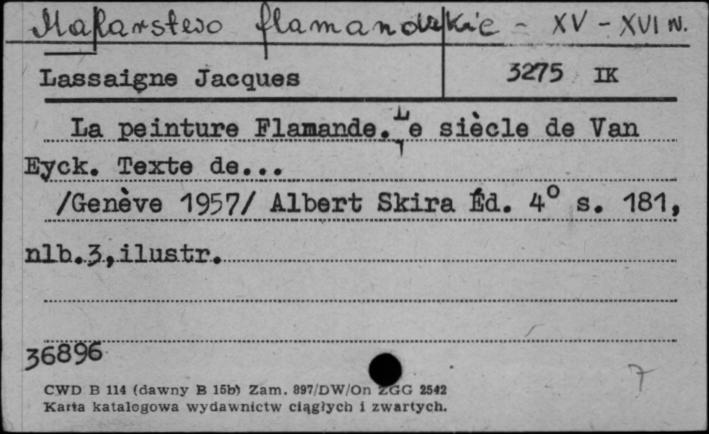 Malarstwo flamandzkie - XV - XVI w.
Lassaigne Jacques 3275 IK
La peinture Flamande. Le siècle de Van
Eyck. Texte de...
/Genève 1957/ Albert Skira Éd. 4° s. 181,
nlb.3,ilustr.
36896
7
CWD B 114 (dawny B 15b) Zam. 897/DW/On ZGG 2542
Karta katalogowa wydawnictw ciągłych i zwartych.